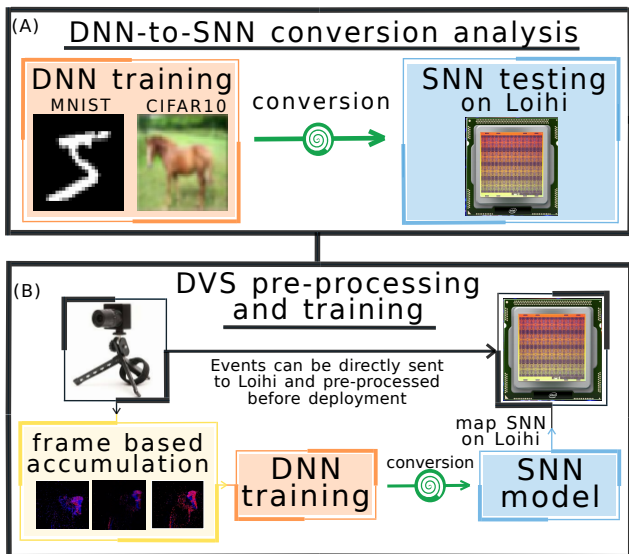 (A)
DNN-to-SNN conversion analysis
DNN training
MNIST
CIFAR10
conversion
SNN testing
on Loihi
(B)
DVS pre-processing
and training
Events can be directly sent
to Loihi and pre-processed
before deployment
map SNN
on Loihi
frame based
accumulation
DNN
training
conversion
SNN
model